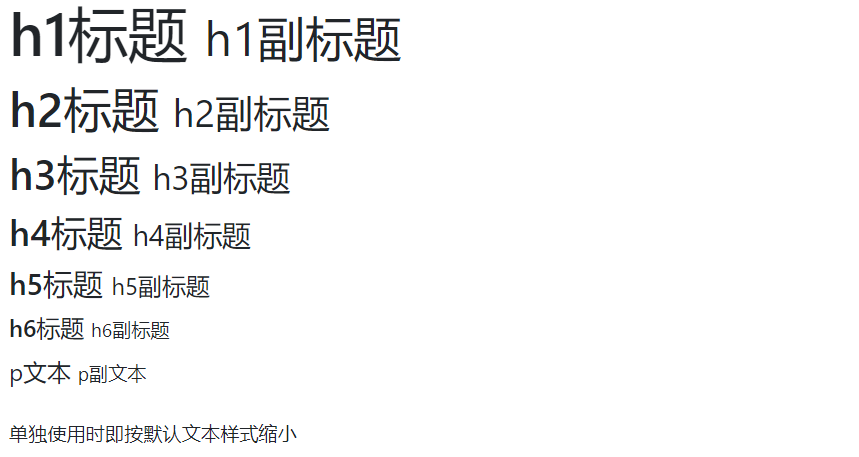 h1标题 h1副标题
h2标题 h2副标题
h3标题 h3副标题
h4标题 h4副标题
h5标题 h5副标题
h6标题 h6副标题
p文本 p副文本
单独使用时即按默认文本样式缩小